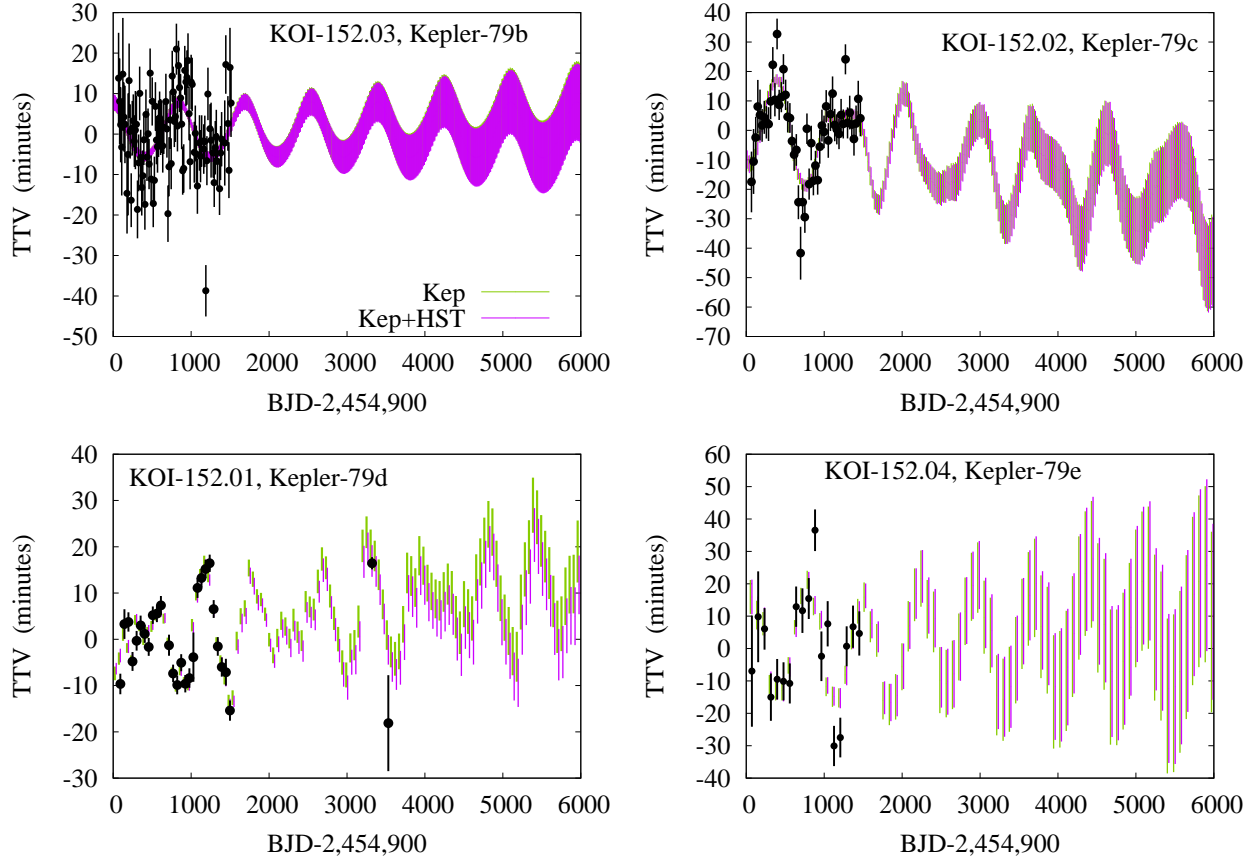 KOI-152.03, Kepler-79b
TTV (minutes)
30
20
10
0
-10
-20
-30
-40
-50
Kep
Kep+HST
0 1000 2000 3000 4000 5000 6000
BJD-2,454,900
KOI-152.02, Kepler-79c
TTV (minutes)
40
30
20
10
0
-10
-20
-30
-40
-50
-60
-70
0 1000 2000 3000 4000 5000 6000
BJD-2,454,900
KOI-152.01, Kepler-79d
TTV (minutes)
40
30
20
10
0
-10
-20
-30
0 1000 2000 3000 4000 5000 6000
BJD-2,454,900
KOI-152.04, Kepler-79e
TTV (minutes)
60
50
40
30
20
10
0
-10
-20
-30
-40
0 1000 2000 3000 4000 5000 6000
BJD-2,454,900